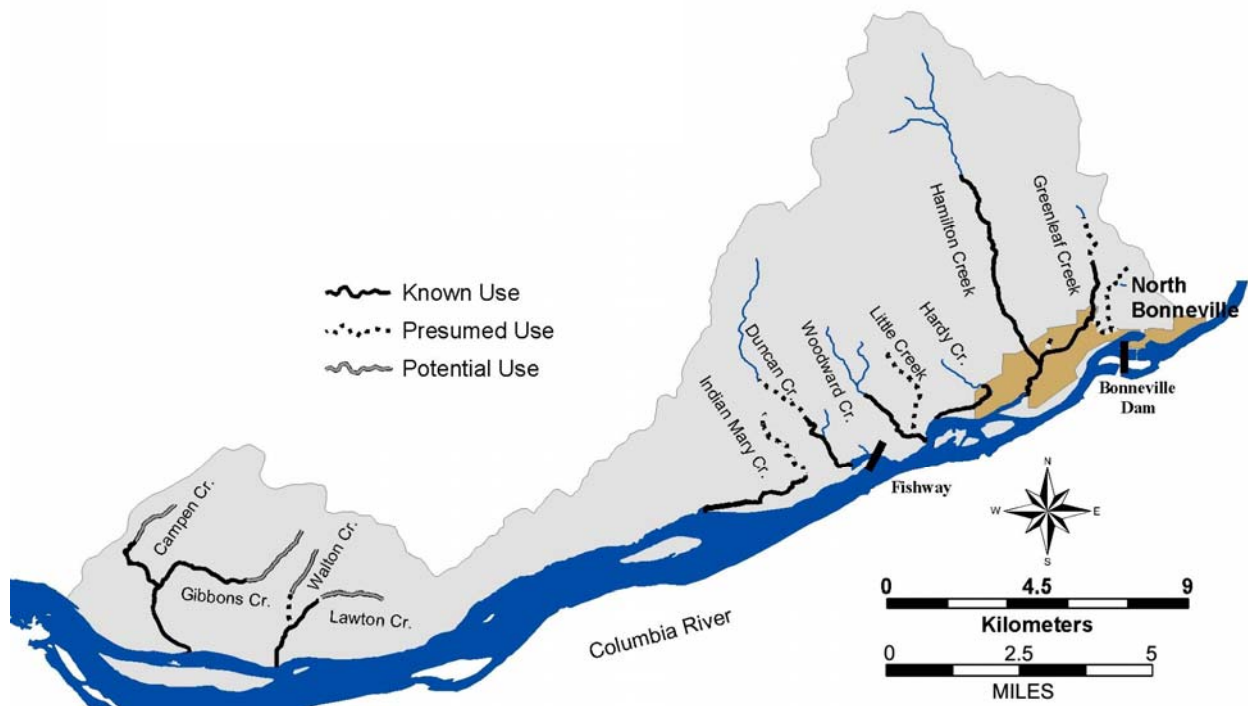 Known Use
Presumed Use
Potential Use
Hamilton Creek
Greenleaf Creek
North
Bonneville
Bonneville
Dam
Hardy Cr.
Little Creek
Woodward Cr.
Duncan Cr.
Indian Mary Cr.
Fishway
Campen Cr.
Gibbons Cr.
Walton Cr.
Lawton Cr.
Columbia River
N
W
E
S
0 4.5 9
Kilometers
0 2.5 5
MILES